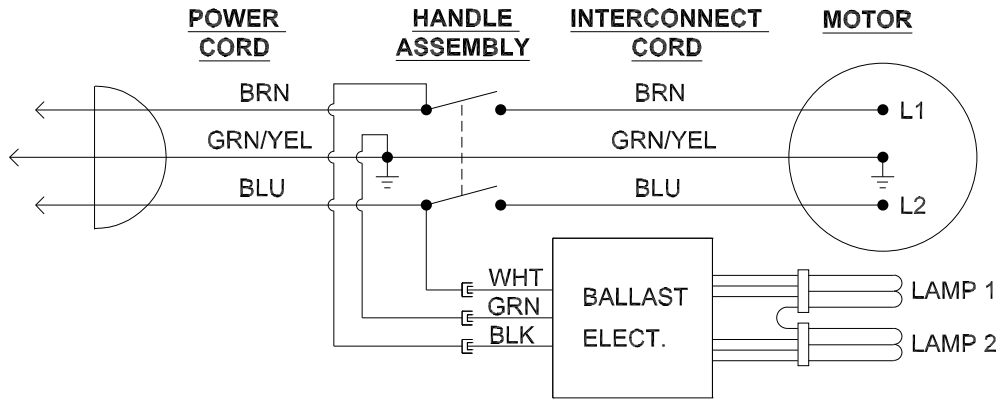 POWER
CORD
HANDLE
ASSEMBLY
INTERCONNECT
CORD
MOTOR
BRN
BRN
L1
GRN/YEL
GRN/YEL
BLU
BLU
L2
WHT
GRN
BLK
BALLAST
ELECT.
LAMP 1
LAMP 2